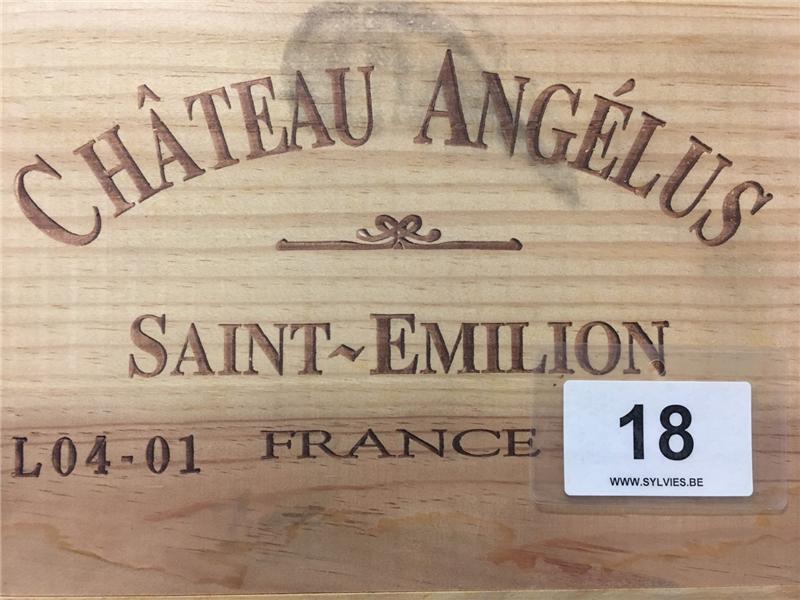 CHÂTEAU ANGÉLUS
SAINT~EMILION
L04-01 FRANCE
18
WWW.SYLVIES.BE